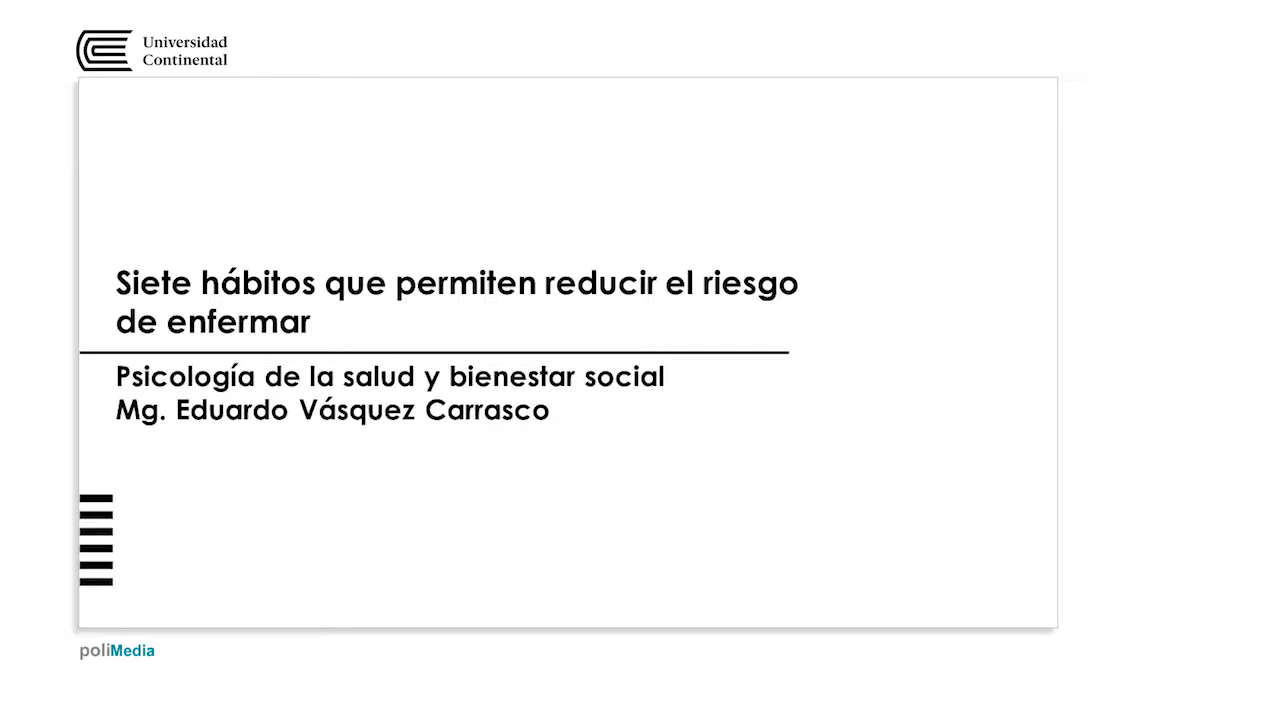 Universidad
Continental
Siete hábitos que permiten reducir el riesgo
de enfermar
Psicología de la salud y bienestar social
Mg. Eduardo Vásquez Carrasco
poliMedia